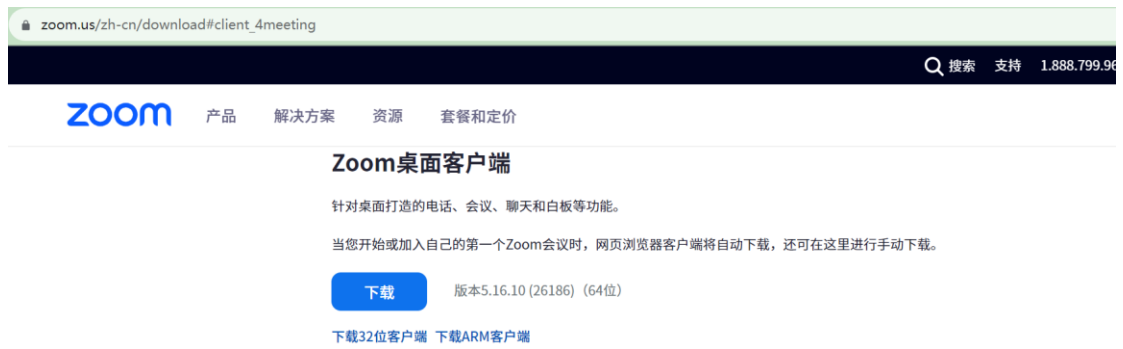 zoom.us/zh-cn/download#client_4meeting
搜索 支持 1.888.799.96
zoom 产品 解决方案 资源 套餐和定价
Zoom桌面客户端
针对桌面打造的电话、会议、聊天和白板等功能。
当您开始或加入自己的第一个Zoom会议时，网页浏览器客户端将自动下载，还可在这里进行手动下载。
下载 版本5.16.10 (26186)（64位）
下载32位客户端 下载ARM客户端